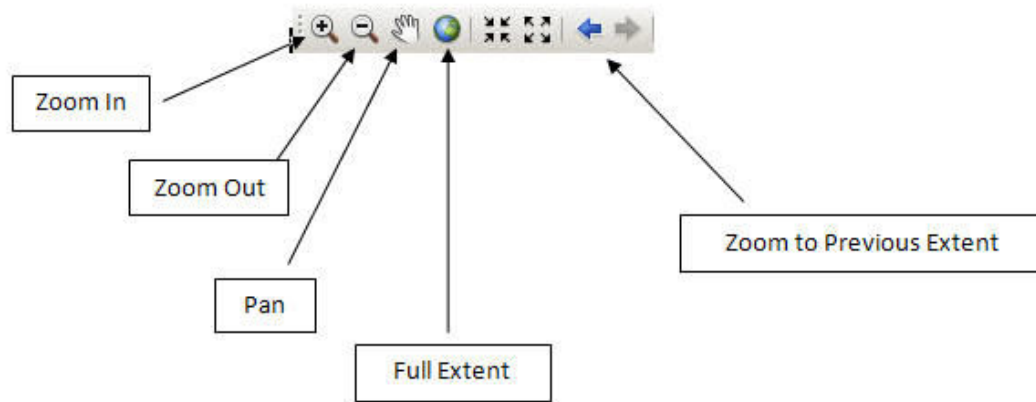 Zoom In
Zoom Out
Pan
Full Extent
Zoom to Previous Extent